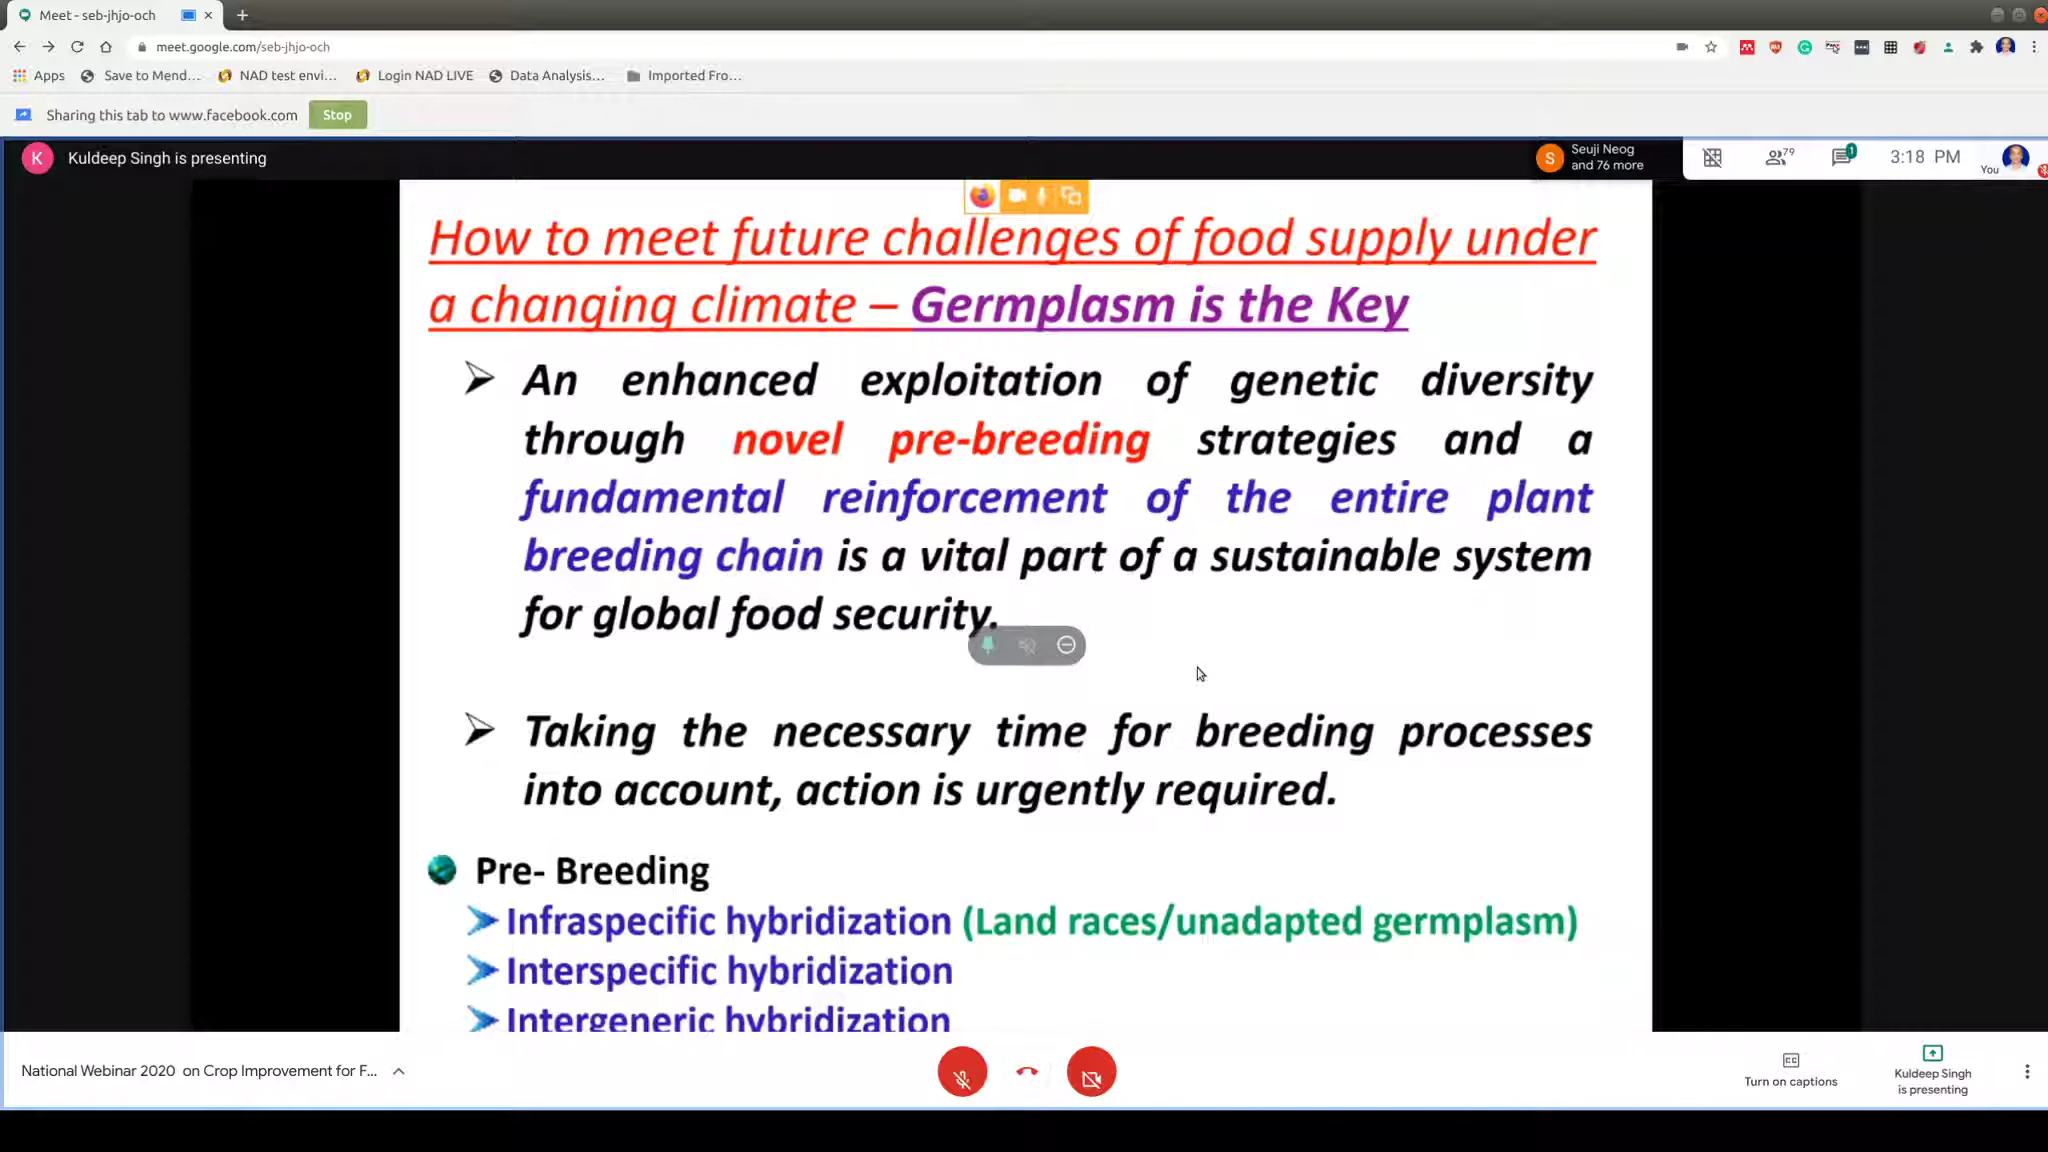 Meet - seb-jhjo-och
meet.google.com/seb-jhjo-och
Apps Save to Mend... NAD test envi... Login NAD LIVE Data Analysis... Imported Fro...
Sharing this tab to www.facebook.com Stop
K Kuldeep Singh is presenting
S Seuji Neog
and 76 more
79 1 3:18 PM You
How to meet future challenges of food supply under
a changing climate – Germplasm is the Key
An enhanced exploitation of genetic diversity
through novel pre-breeding strategies and a
fundamental reinforcement of the entire plant
breeding chain is a vital part of a sustainable system
for global food security.
Taking the necessary time for breeding processes
into account, action is urgently required.
Pre- Breeding
Infraspecific hybridization (Land races/unadapted germplasm)
Interspecific hybridization
Intergeneric hybridization
National Webinar 2020 on Crop Improvement for F...
CC
Turn on captions
Kuldeep Singh
is presenting